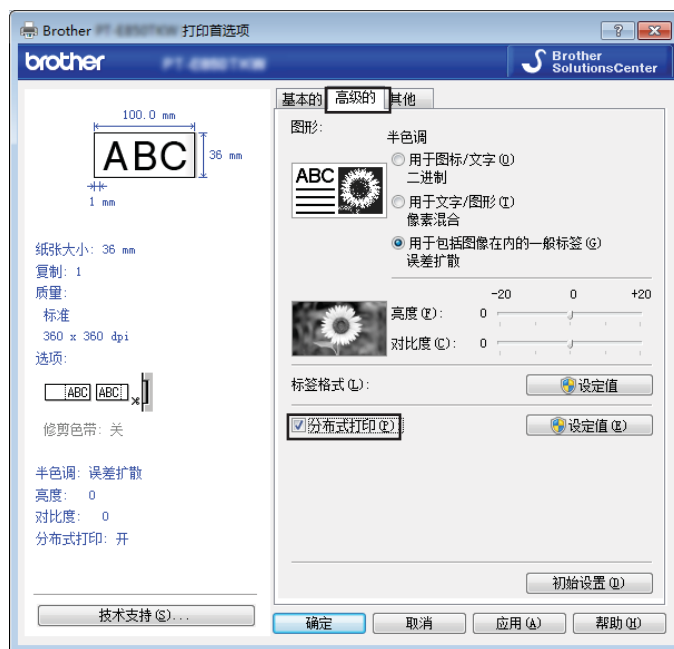 Brother 打印首选项
brother
Brother
SolutionsCenter
100.0 mm
ABC
36 mm
1 mm
纸张大小: 36 mm
复制: 1
质量:
标准
360 x 360 dpi
选项:
ABC ABC
修剪色带: 关
半色调: 误差扩散
亮度: 0
对比度: 0
分布式打印: 开
技术支持(S)...
基本的 高级的 其他
图形:
半色调
ABC
用于图标/文字(O)
二进制
用于文字/图形(T)
像素混合
用于包括图像在内的一般标签(G)
误差扩散
-20 0 +20
亮度(F): 0
对比度(C): 0
标签格式(L):
设定值
分布式打印(P)
设定值(E)
初始设置(D)
确定 取消 应用(A) 帮助(H)